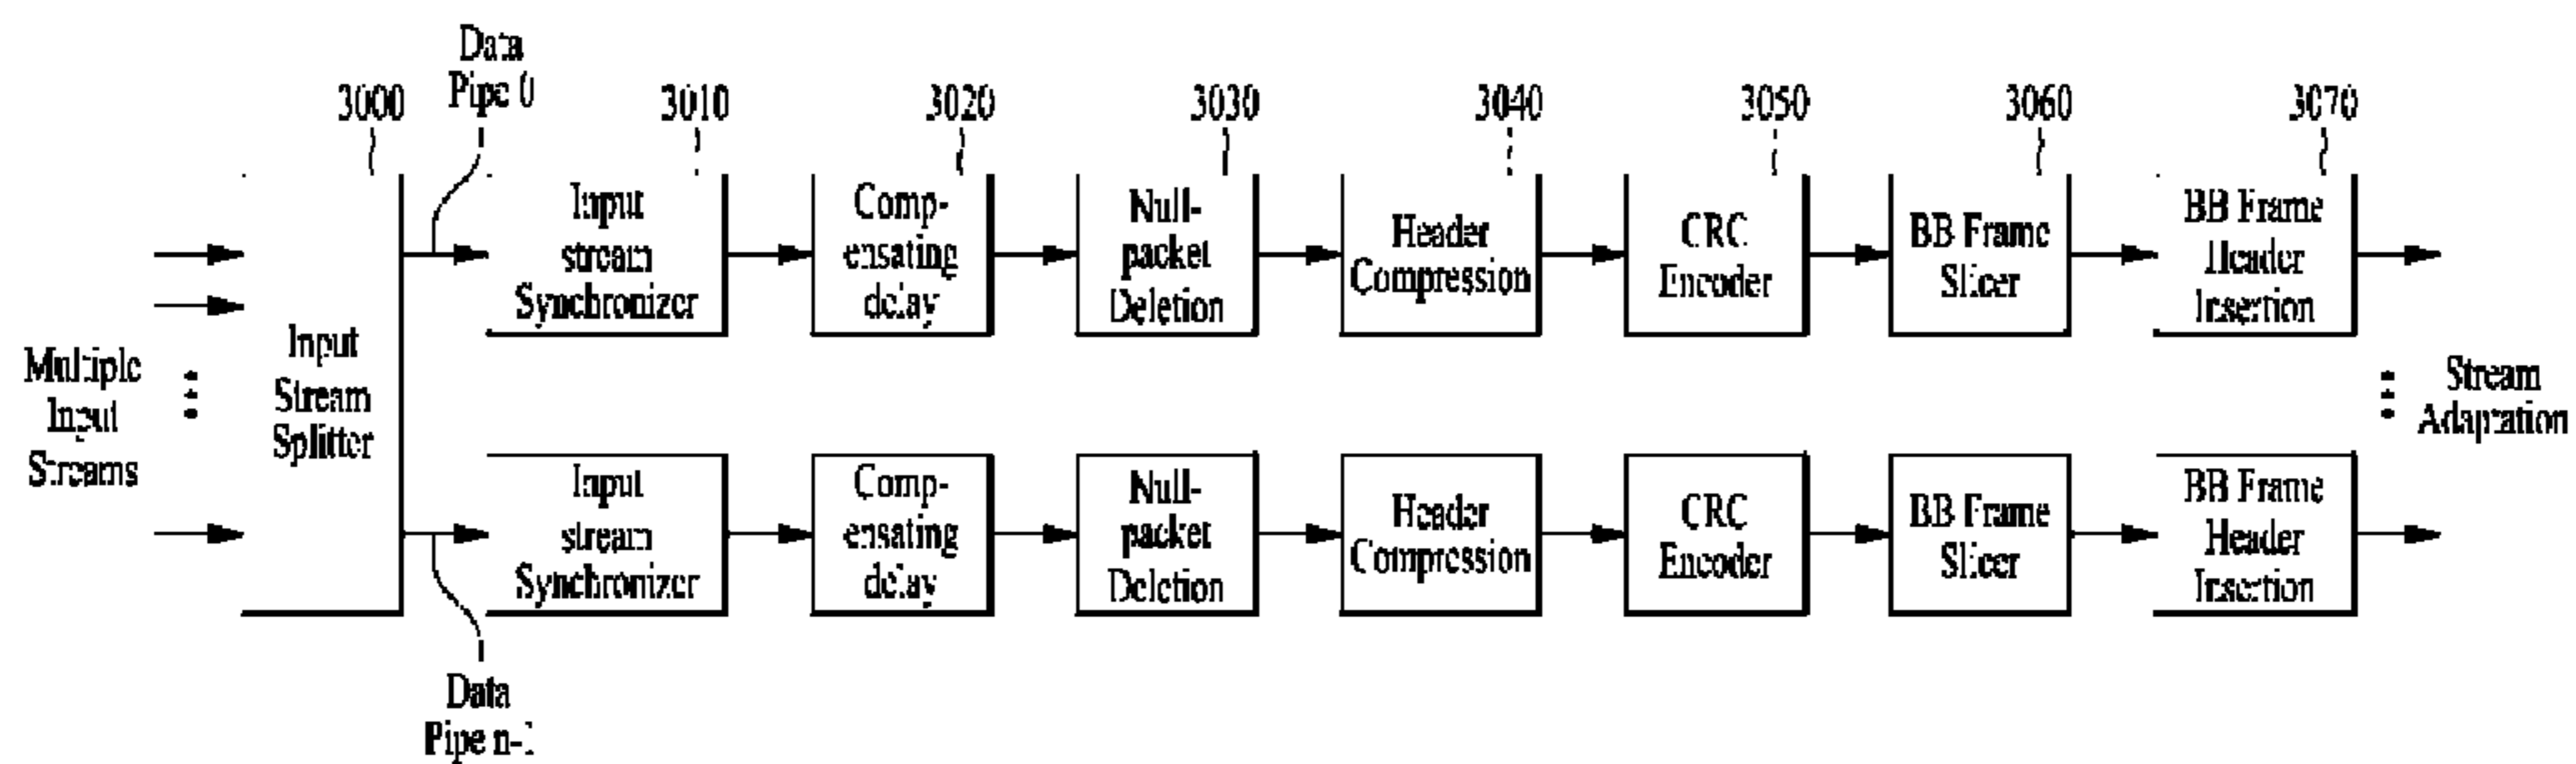 Data
Pipe 0
3000
3010
3020
3030
3040
3050
3060
3070
Multiple
Input
Streams
Input
Stream
Splitter
Input
stream
Synchronizer
Comp-
ensating
delay
Null-
packet
Deletion
Header
Compression
CRC
Encoder
BB Frame
Slicer
BB Frame
Header
Insertion
Stream
Adaptation
Input
stream
Synchronizer
Comp-
ensating
delay
Null-
packet
Deletion
Header
Compression
CRC
Encoder
BB Frame
Slicer
BB Frame
Header
Insertion
Data
Pipe n-1